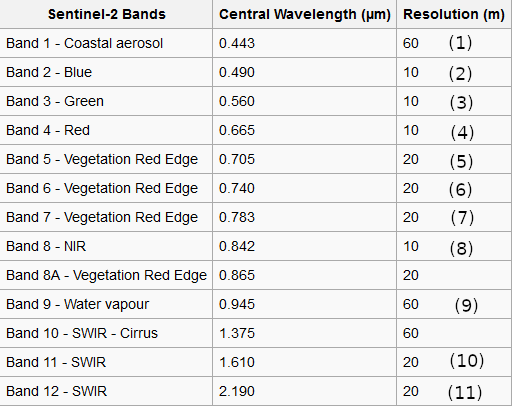 Sentinel-2 Bands Central Wavelength (µm) Resolution (m)
Band 1 - Coastal aerosol 0.443 60 (1)
Band 2 - Blue 0.490 10 (2)
Band 3 - Green 0.560 10 (3)
Band 4 - Red 0.665 10 (4)
Band 5 - Vegetation Red Edge 0.705 20 (5)
Band 6 - Vegetation Red Edge 0.740 20 (6)
Band 7 - Vegetation Red Edge 0.783 20 (7)
Band 8 - NIR 0.842 10 (8)
Band 8A - Vegetation Red Edge 0.865 20
Band 9 - Water vapour 0.945 60 (9)
Band 10 - SWIR - Cirrus 1.375 60
Band 11 - SWIR 1.610 20 (10)
Band 12 - SWIR 2.190 20 (11)